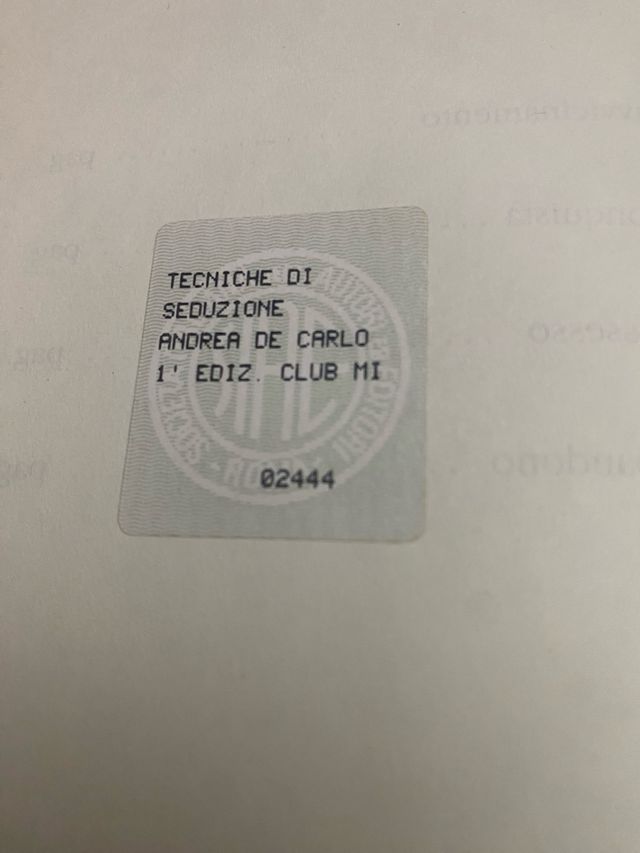 TECNICHE DI
SEDUZIONE
ANDREA DE CARLO
1' EDIZ. CLUB MI
02444